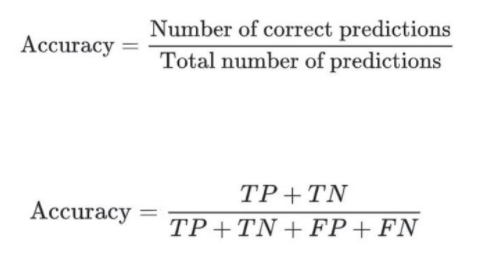 Accuracy = Number of correct predictions / Total number of predictions
Accuracy = TP + TN / TP + TN + FP + FN